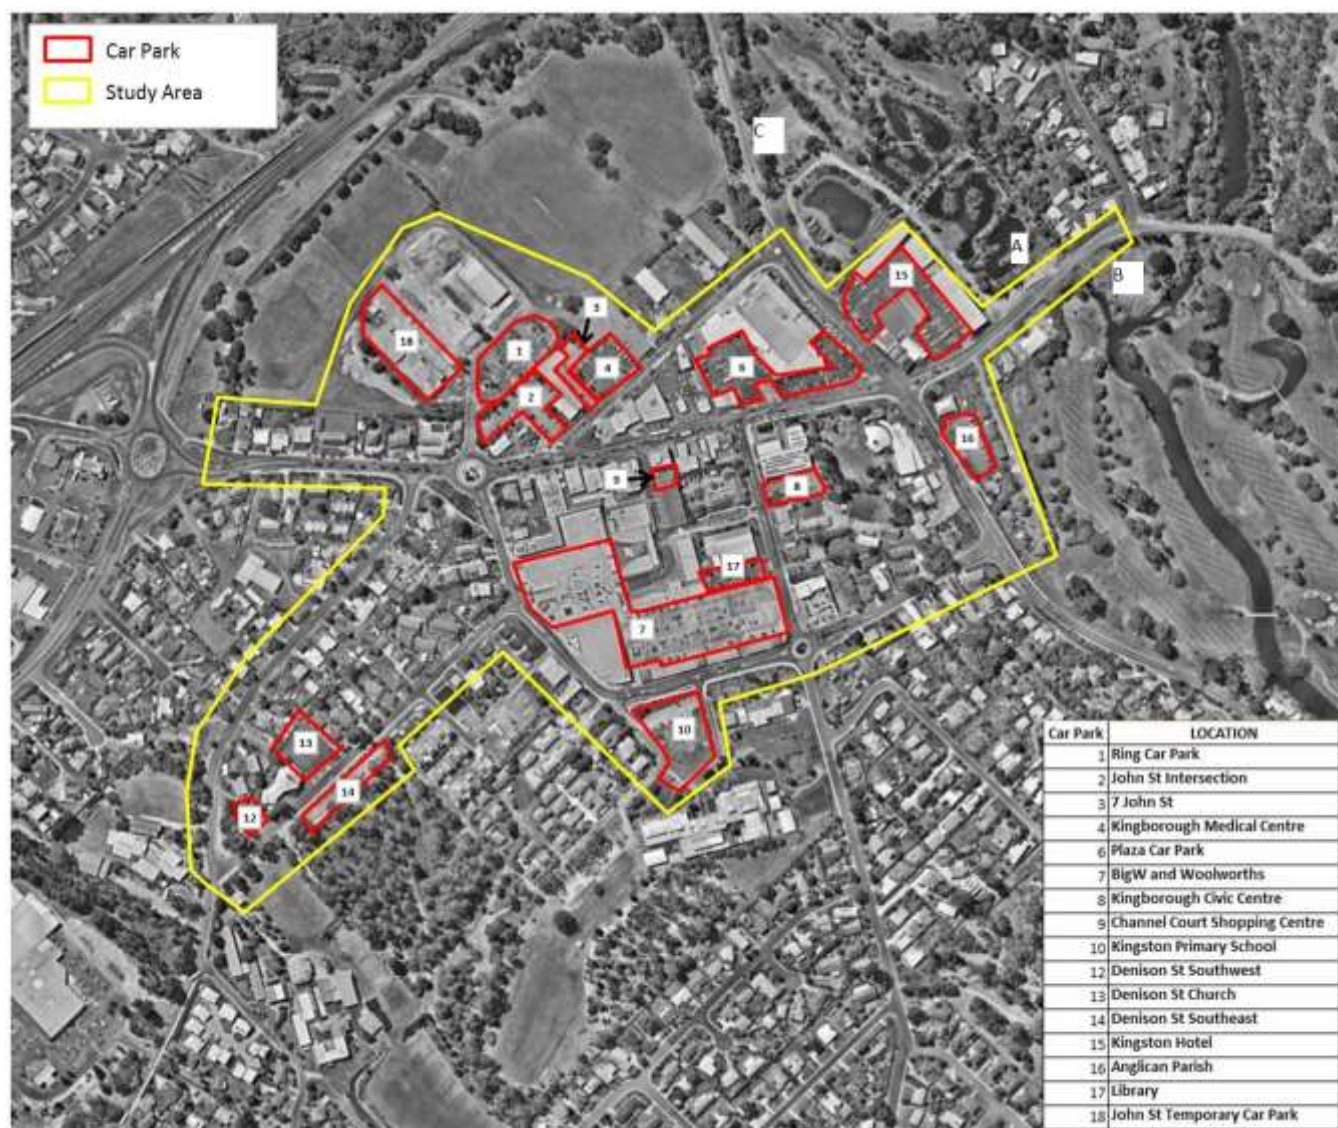 Car Park
Study Area
C
A
B
15
3
18
1
4
6
2
16
9
8
17
7
10
13
14
12
Car Park LOCATION
1 Ring Car Park
2 John St Intersection
3 7 John St
4 Kingborough Medical Centre
6 Plaza Car Park
7 BigW and Woolworths
8 Kingborough Civic Centre
9 Channel Court Shopping Centre
10 Kingston Primary School
12 Denison St Southwest
13 Denison St Church
14 Denison St Southeast
15 Kingston Hotel
16 Anglican Parish
17 Library
18 John St Temporary Car Park